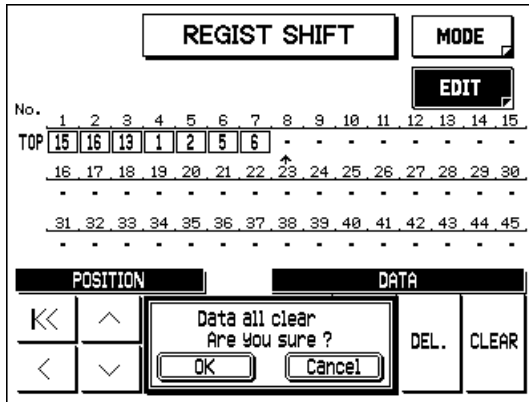 REGIST SHIFT MODE
EDIT
No. 1 2 3 4 5 6 7 8 9 10 11 12 13 14 15
TOP 15 16 13 1 2 5 6 - - - - - - - -
16 17 18 19 20 21 22 23 24 25 26 27 28 29 30
- - - - - - - - - - - - - - -
31 32 33 34 35 36 37 38 39 40 41 42 43 44 45
- - - - - - - - - - - - - - -
POSITION DATA
Data all clear
Are you sure ?
OK Cancel
DEL. CLEAR